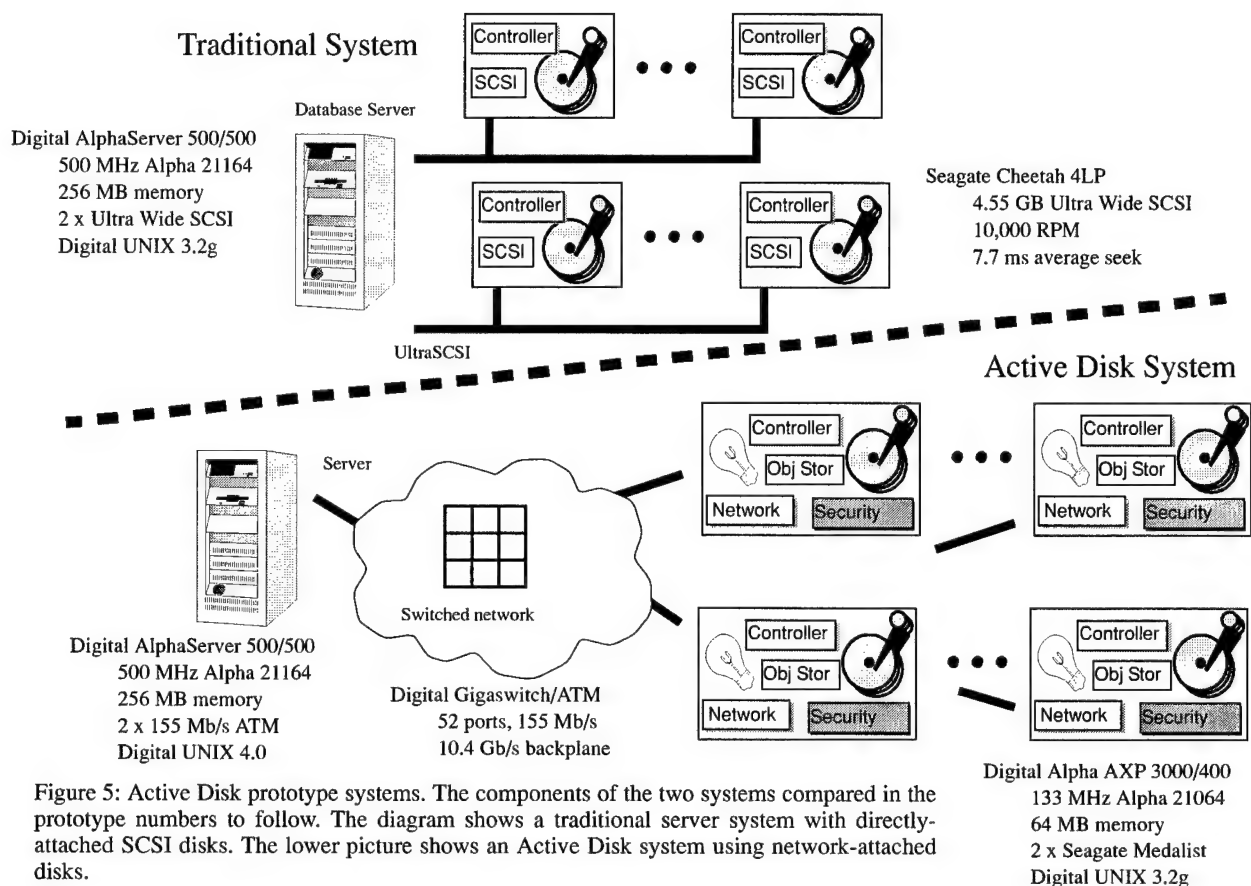 Traditional System
Controller
SCSI
Controller
SCSI
Database Server
Digital AlphaServer 500/500
500 MHz Alpha 21164
256 MB memory
2 x Ultra Wide SCSI
Digital UNIX 3.2g
Controller
SCSI
Controller
SCSI
Seagate Cheetah 4LP
4.55 GB Ultra Wide SCSI
10,000 RPM
7.7 ms average seek
UltraSCSI
Active Disk System
Server
Switched network
Controller
Obj Stor
Network
Security
Controller
Obj Stor
Network
Security
Controller
Obj Stor
Network
Security
Controller
Obj Stor
Network
Security
Digital AlphaServer 500/500
500 MHz Alpha 21164
256 MB memory
2 x 155 Mb/s ATM
Digital UNIX 4.0
Digital Gigaswitch/ATM
52 ports, 155 Mb/s
10.4 Gb/s backplane
Digital Alpha AXP 3000/400
133 MHz Alpha 21064
64 MB memory
2 x Seagate Medalist
Digital UNIX 3.2g
Figure 5: Active Disk prototype systems. The components of the two systems compared in the
prototype numbers to follow. The diagram shows a traditional server system with directly-
attached SCSI disks. The lower picture shows an Active Disk system using network-attached
disks.